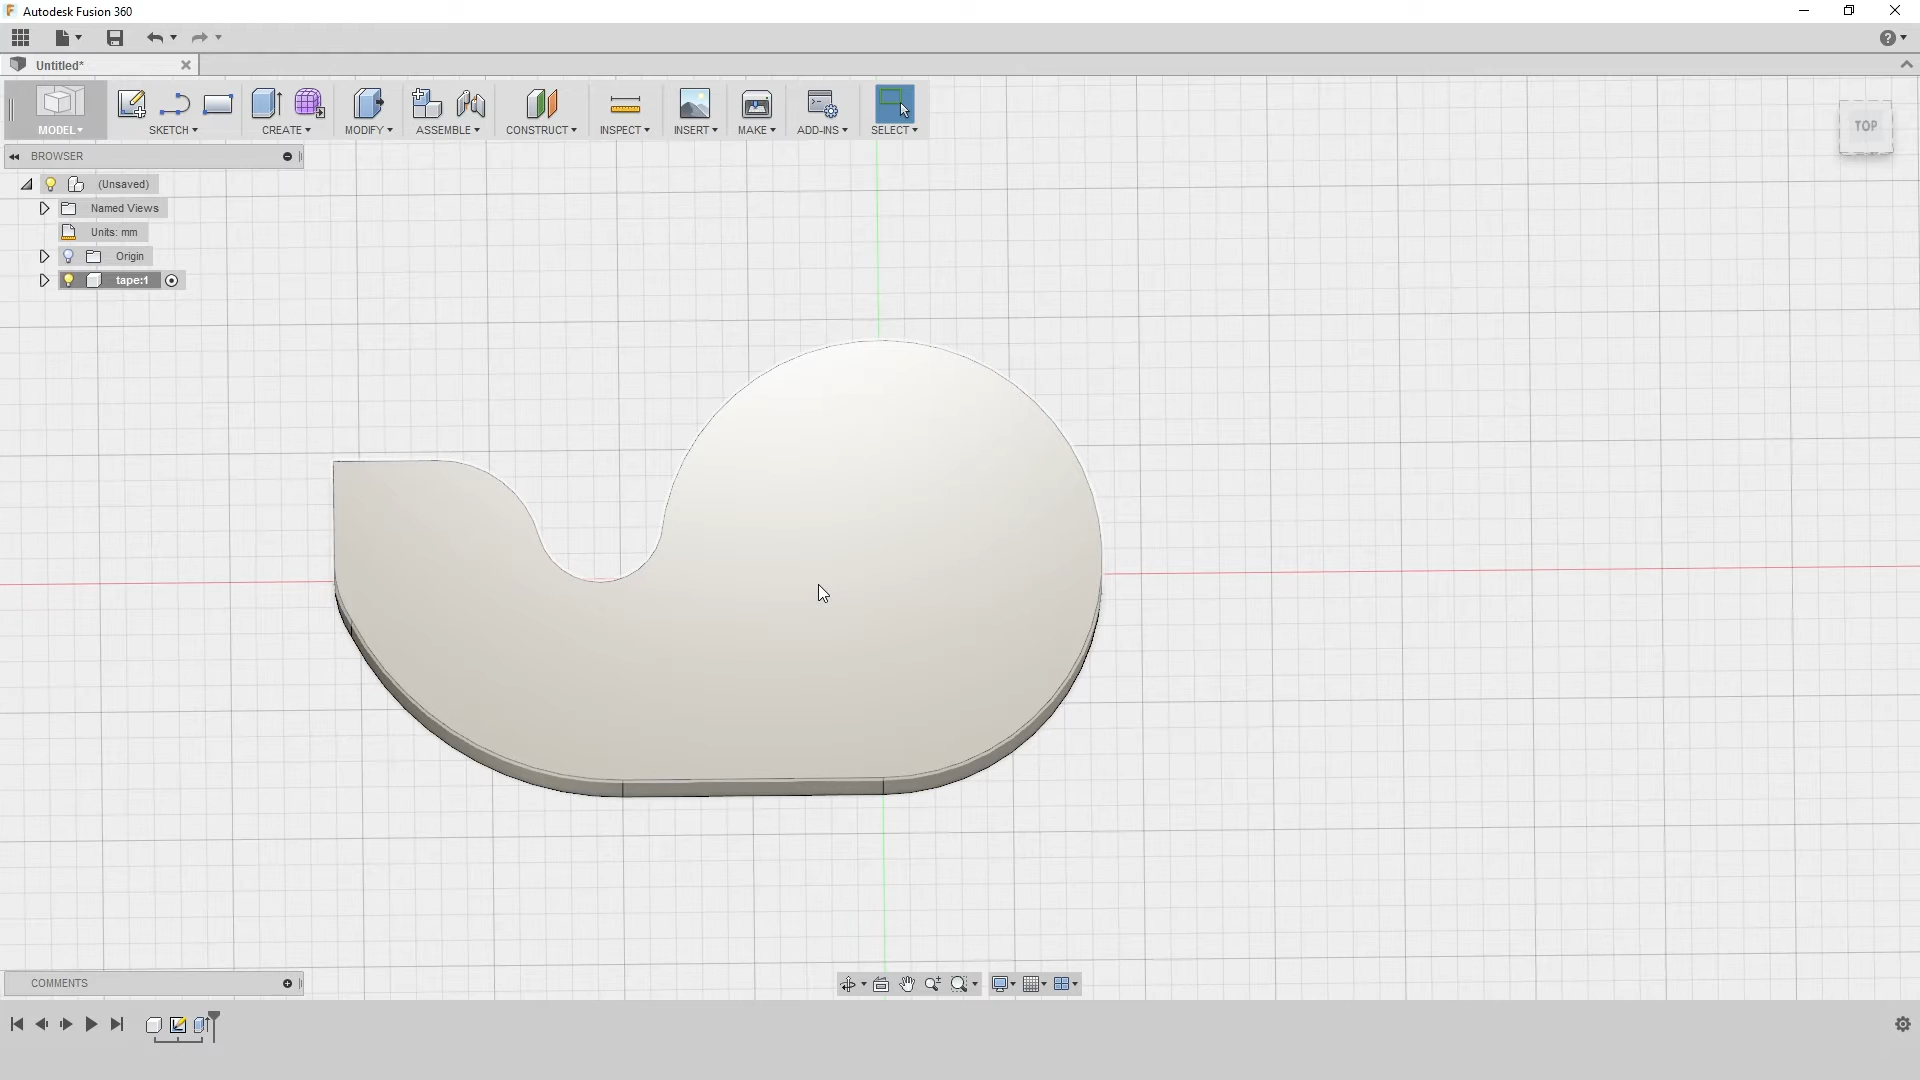 Autodesk Fusion 360
Untitled*
MODEL
SKETCH
CREATE
MODIFY
ASSEMBLE
CONSTRUCT
INSPECT
INSERT
MAKE
ADD-INS
SELECT
TOP
BROWSER
(Unsaved)
Named Views
Units: mm
Origin
tape:1
COMMENTS